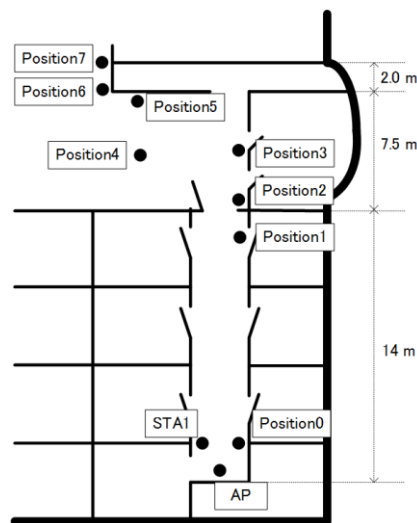 Position7
2.0 m
Position6
Position5
7.5 m
Position4
Position3
Position2
Position1
14 m
STA1
Position0
AP